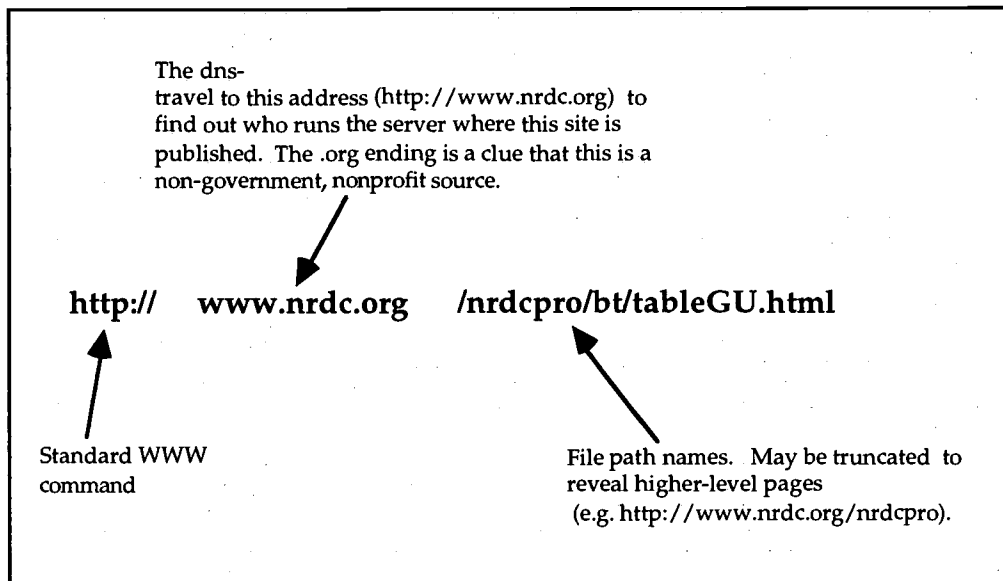 The dns-
travel to this address (http://www.nrdc.org) to
find out who runs the server where this site is
published. The .org ending is a clue that this is a
non-government, nonprofit source.
http:// www.nrdc.org /nrdcpro/bt/tableGU.html
Standard WWW
command
File path names. May be truncated to
reveal higher-level pages
(e.g. http://www.nrdc.org/nrdcpro).